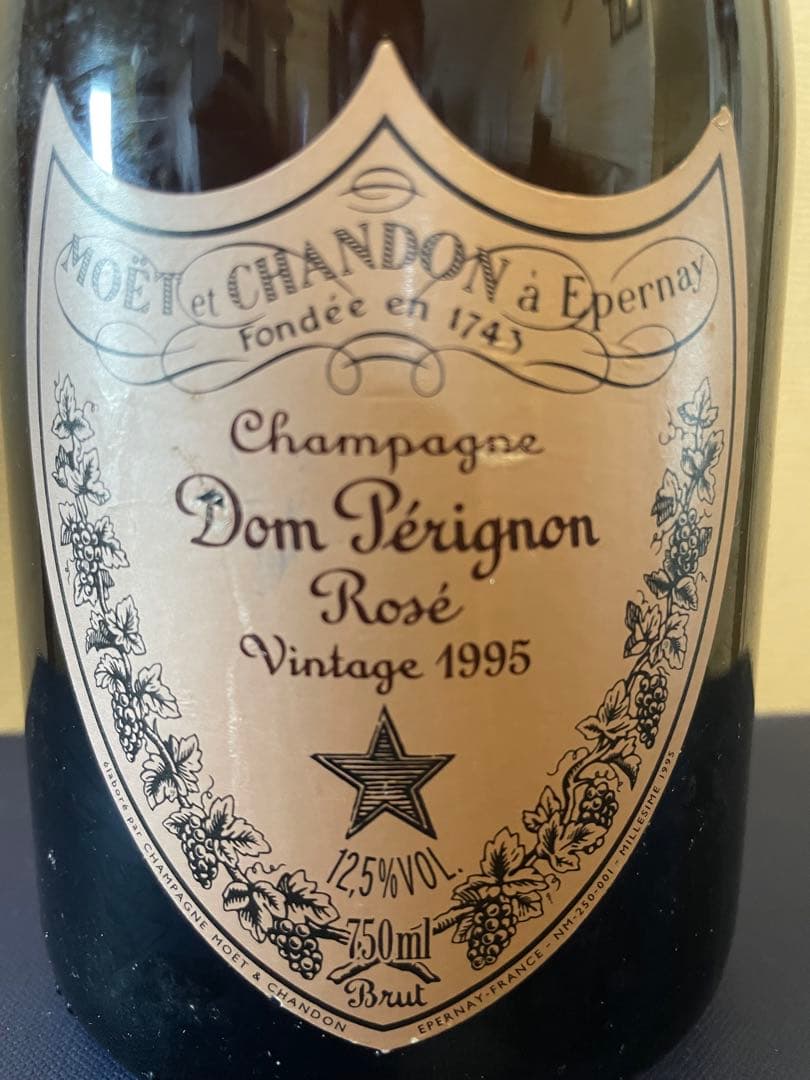 MOËT et CHANDON à Epernay
Fondée en 1743
Champagne
Dom Pérignon
Rosé
Vintage 1995
12,5%VOL.
750ml
Brut
élaboré par CHAMPAGNE MOËT & CHANDON
EPERNAY-FRANCE - NM-250-001 - MILLESIME 1995